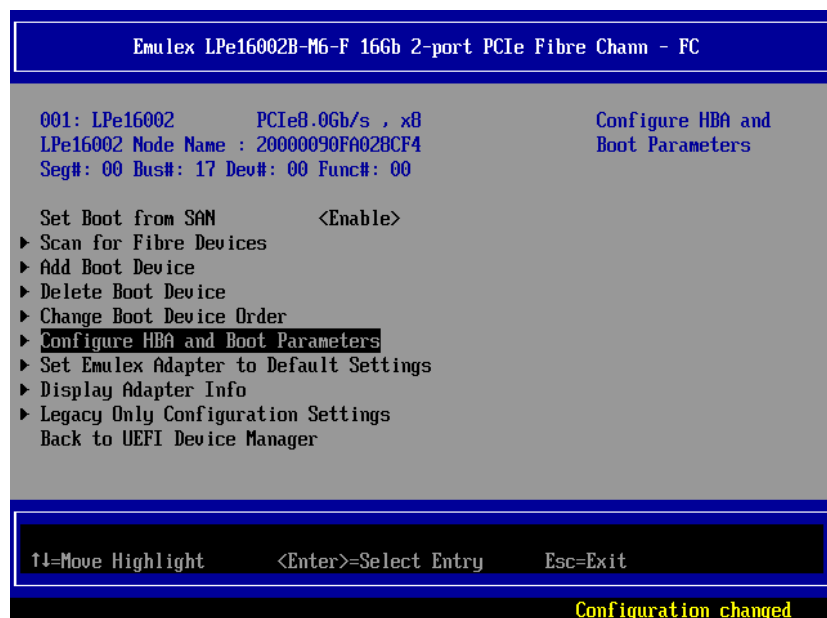 Emulex LPe16002B-M6-F 16Gb 2-port PCIe Fibre Chann - FC
001: LPe16002 PCIe8.0Gb/s , x8
LPe16002 Node Name : 20000090FA028CF4
Seg#: 00 Bus#: 17 Dev#: 00 Func#: 00
Configure HBA and
Boot Parameters
Set Boot from SAN <Enable>
Scan for Fibre Devices
Add Boot Device
Delete Boot Device
Change Boot Device Order
Configure HBA and Boot Parameters
Set Emulex Adapter to Default Settings
Display Adapter Info
Legacy Only Configuration Settings
Back to UEFI Device Manager
↑↓=Move Highlight <Enter>=Select Entry Esc=Exit
Configuration changed